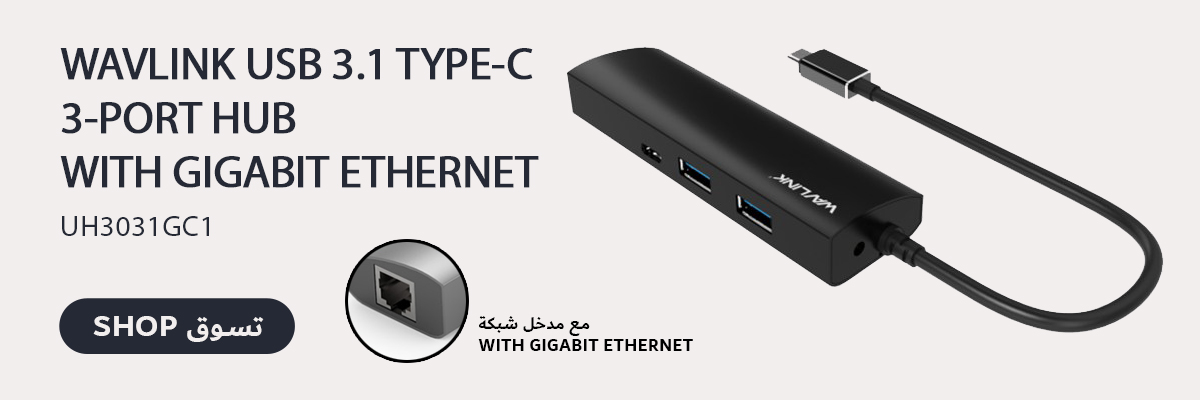 WAVLINK USB 3.1 TYPE-C
3-PORT HUB
WITH GIGABIT ETHERNET
UH3031GC1
SHOP تسوق
مع مدخل شبكة
WITH GIGABIT ETHERNET
WAVLINK